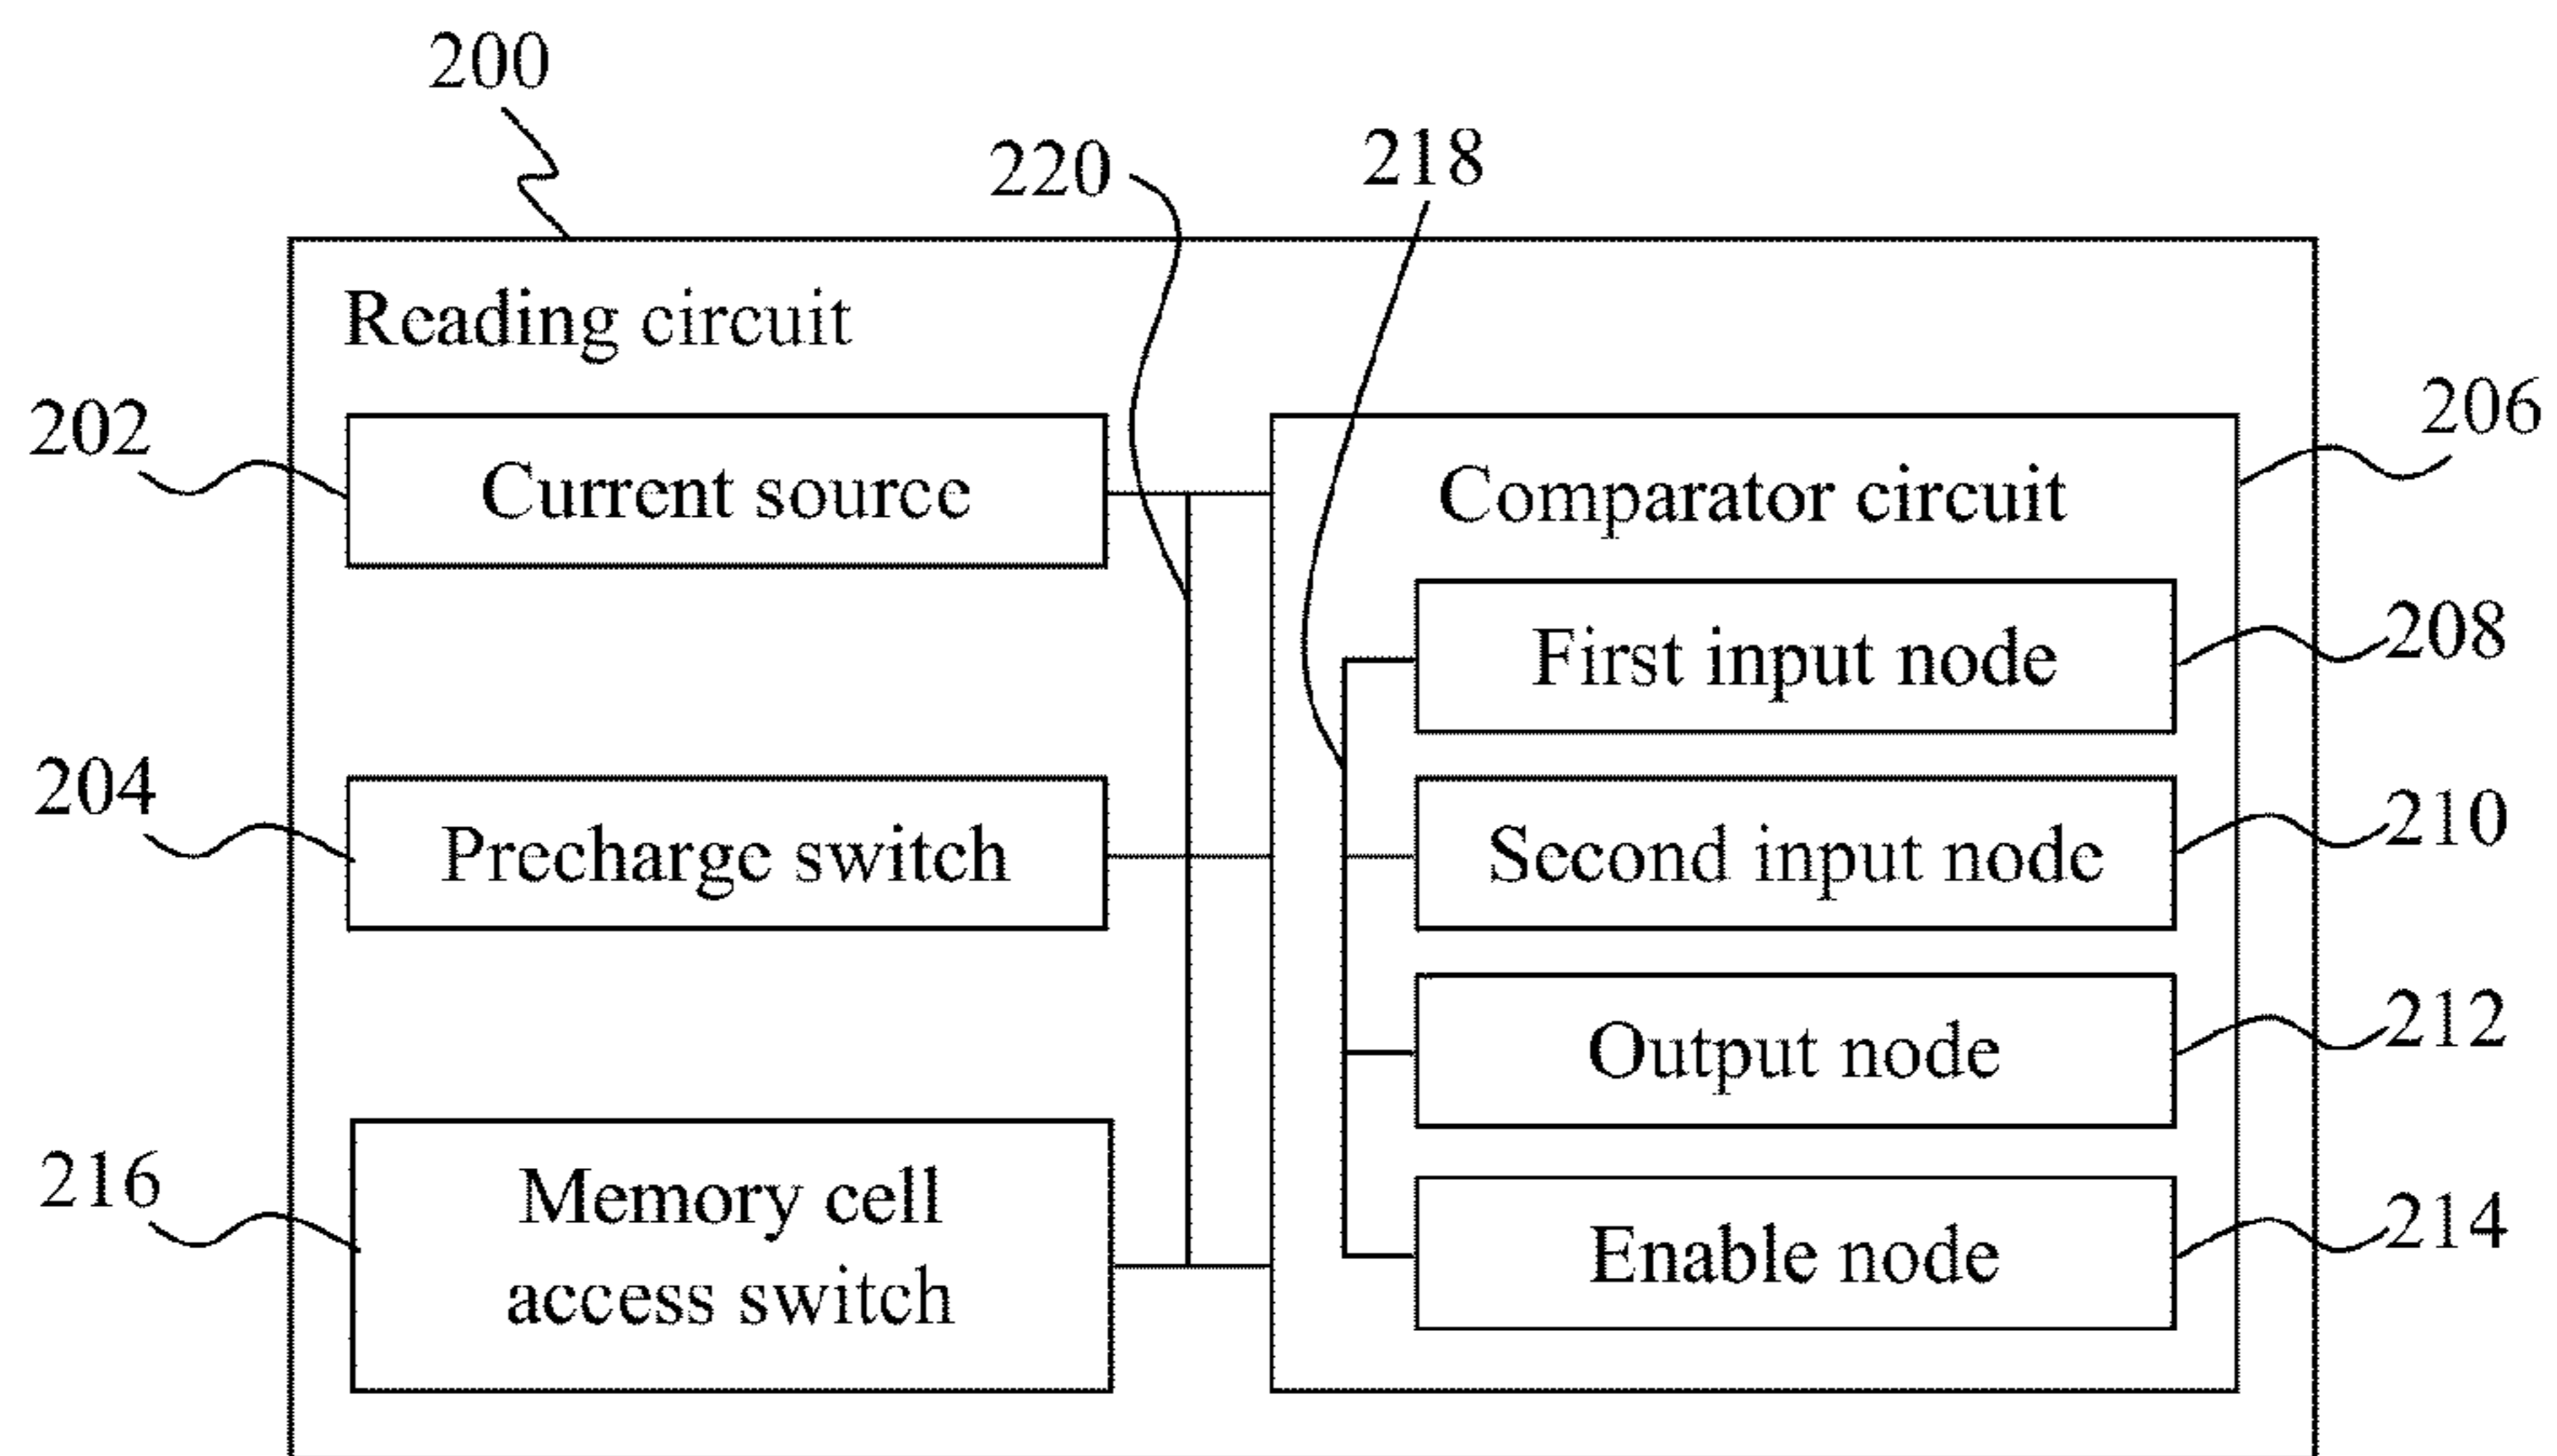 200
220
218
Reading circuit
202
Current source
206
Comparator circuit
First input node
208
204
Precharge switch
Second input node
210
Output node
212
216
Memory cell
access switch
Enable node
214